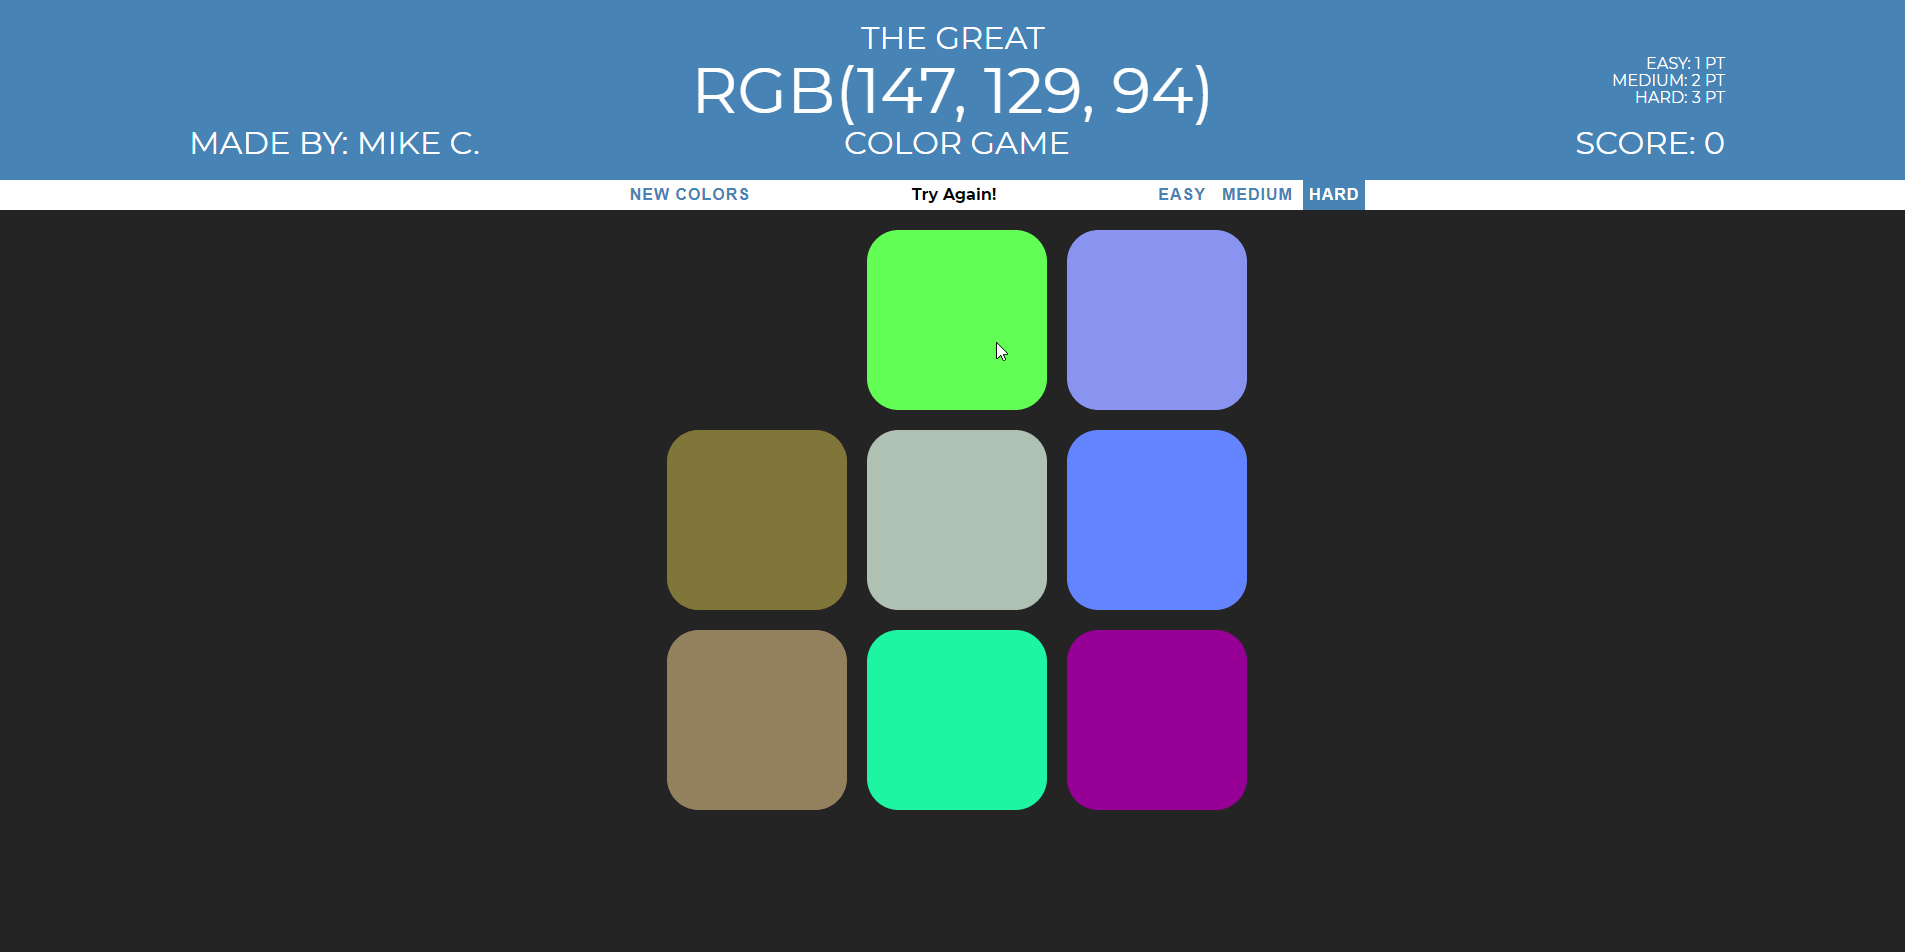 THE GREAT
RGB(147, 129, 94)
COLOR GAME
MADE BY: MIKE C.
EASY: 1 PT
MEDIUM: 2 PT
HARD: 3 PT
SCORE: 0
NEW COLORS
Try Again!
EASY MEDIUM HARD